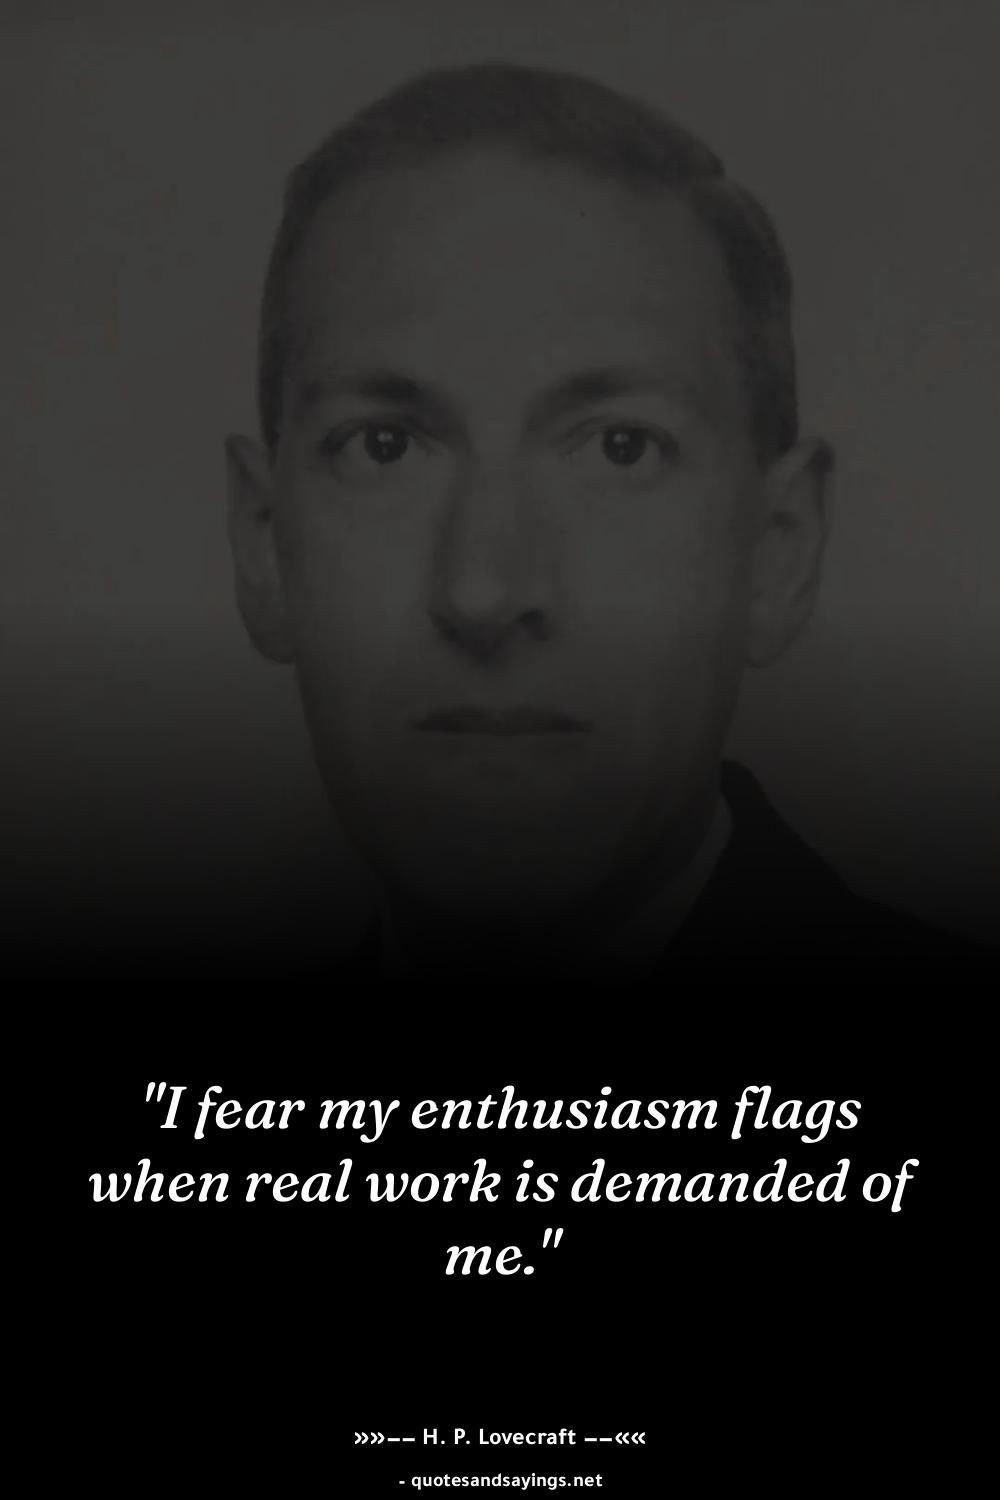 "I fear my enthusiasm flags
when real work is demanded of
me."
»»-- H. P. Lovecraft --««
- quotesandsayings.net